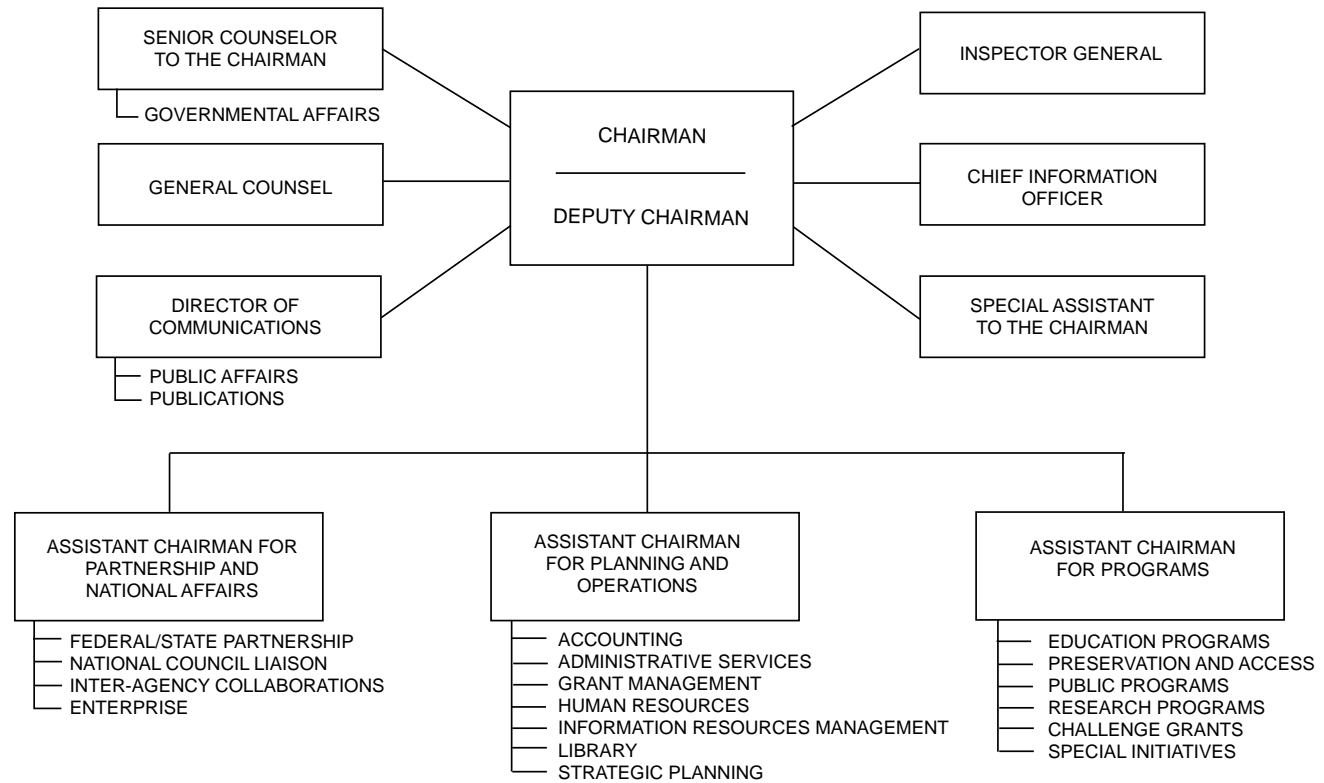 SENIOR COUNSELOR
TO THE CHAIRMAN
GOVERNMENTAL AFFAIRS
GENERAL COUNSEL
DIRECTOR OF
COMMUNICATIONS
PUBLIC AFFAIRS
PUBLICATIONS
CHAIRMAN
DEPUTY CHAIRMAN
INSPECTOR GENERAL
CHIEF INFORMATION
OFFICER
SPECIAL ASSISTANT
TO THE CHAIRMAN
ASSISTANT CHAIRMAN FOR
PARTNERSHIP AND
NATIONAL AFFAIRS
FEDERAL/STATE PARTNERSHIP
NATIONAL COUNCIL LIAISON
INTER-AGENCY COLLABORATIONS
ENTERPRISE
ASSISTANT CHAIRMAN
FOR PLANNING AND
OPERATIONS
ACCOUNTING
ADMINISTRATIVE SERVICES
GRANT MANAGEMENT
HUMAN RESOURCES
INFORMATION RESOURCES MANAGEMENT
LIBRARY
STRATEGIC PLANNING
ASSISTANT CHAIRMAN
FOR PROGRAMS
EDUCATION PROGRAMS
PRESERVATION AND ACCESS
PUBLIC PROGRAMS
RESEARCH PROGRAMS
CHALLENGE GRANTS
SPECIAL INITIATIVES